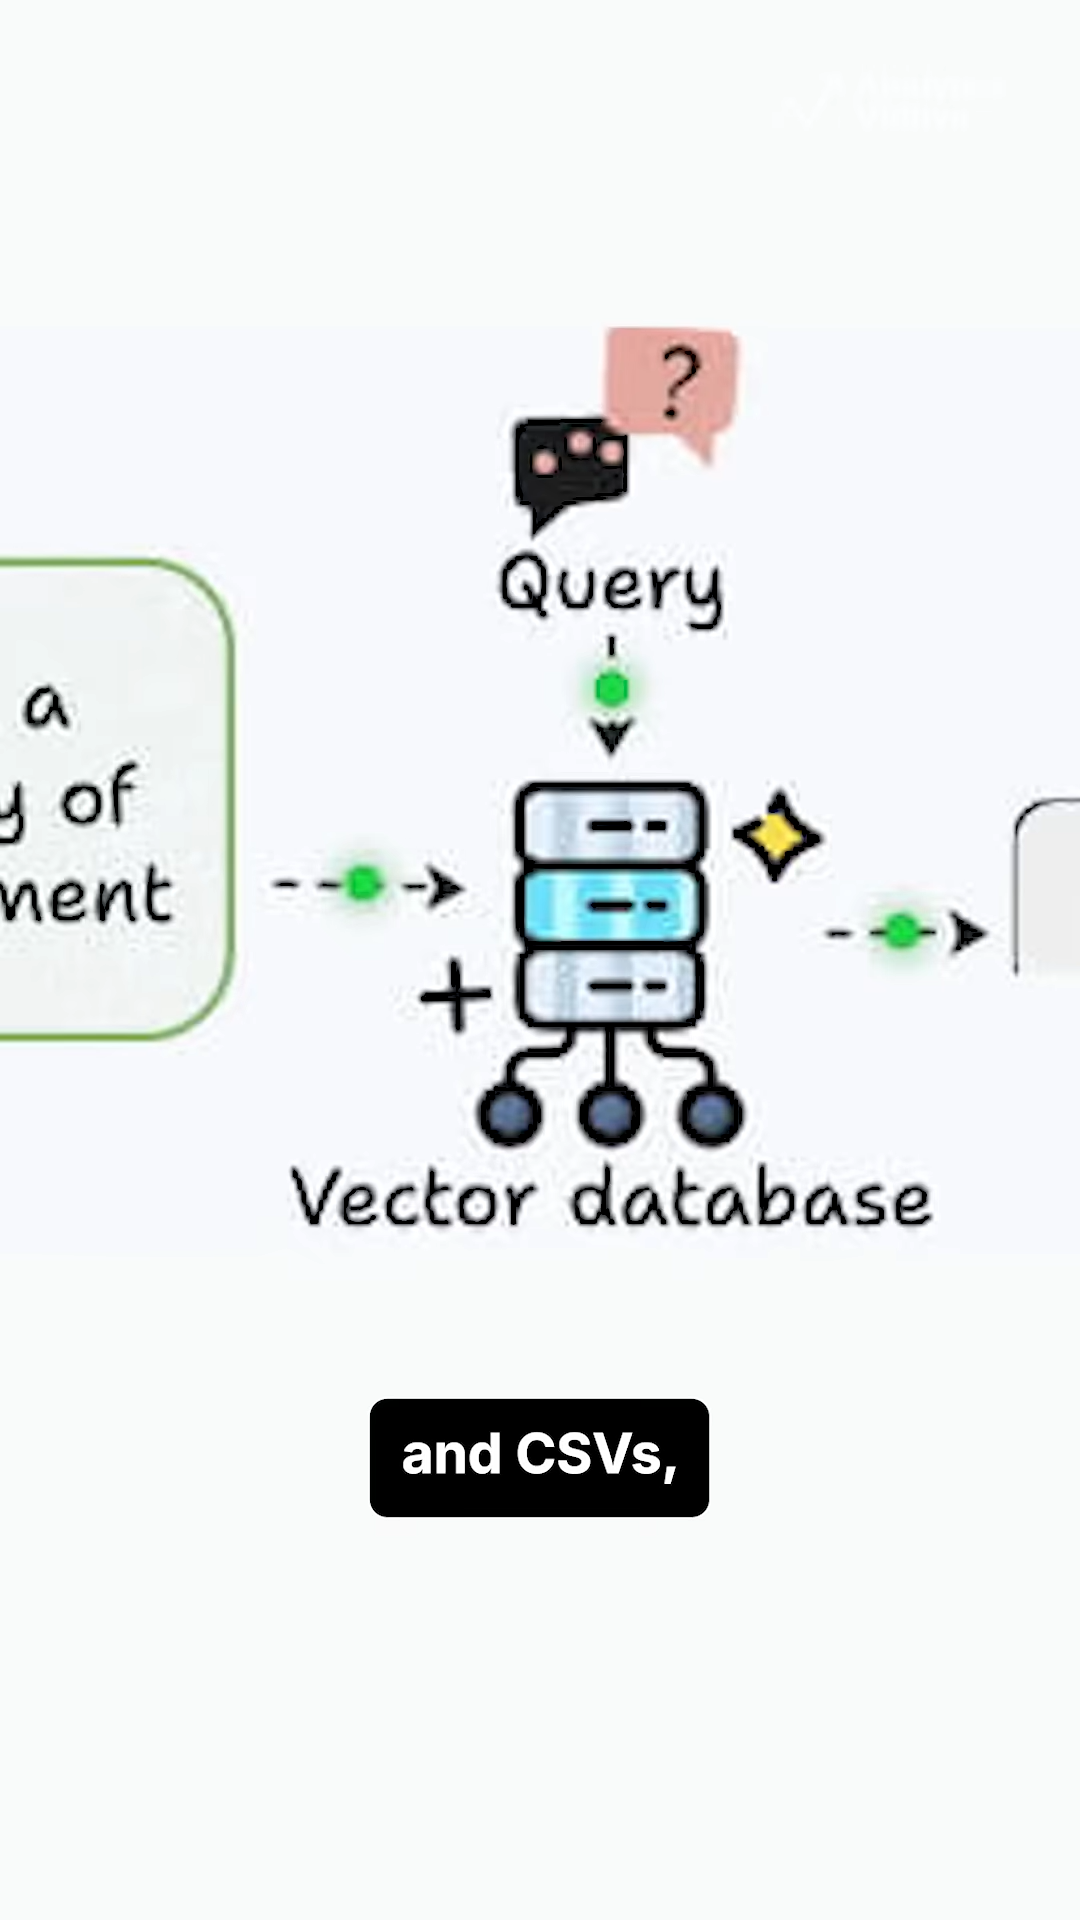 ?
Query
a
y of
ment
Vector database
and CSVs,